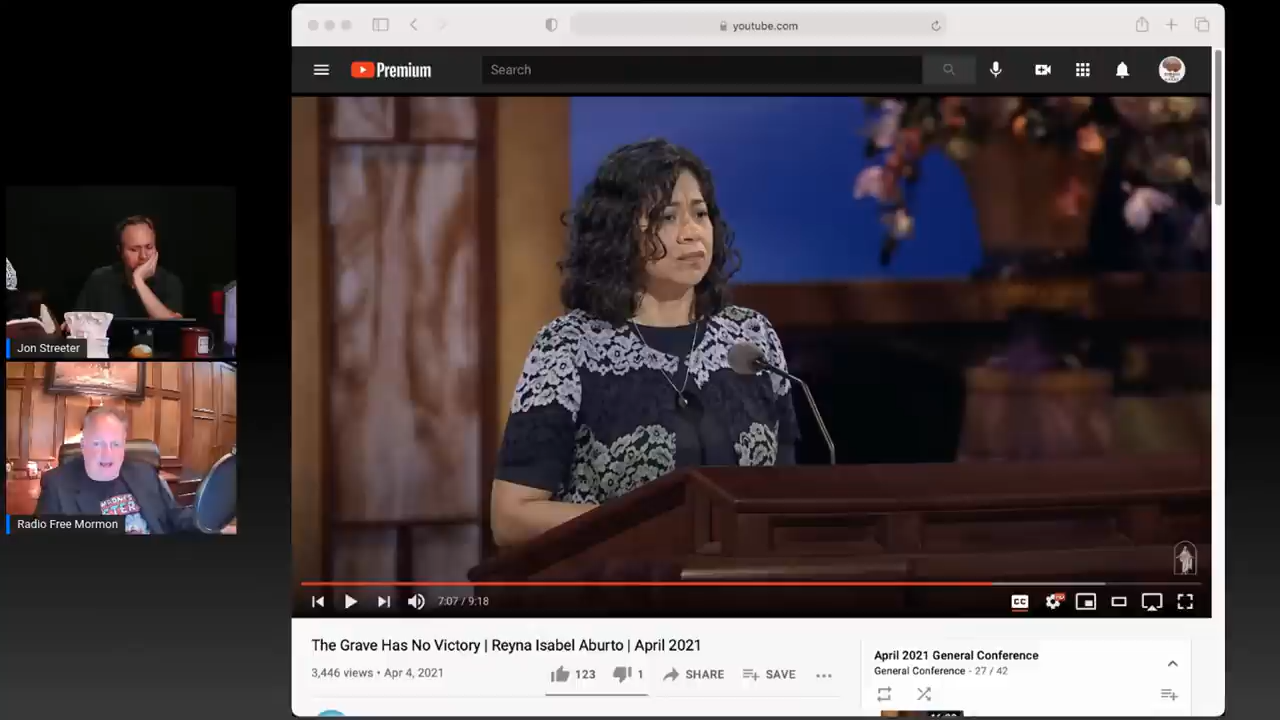 youtube.com
Premium
Search
Jon Streeter
Radio Free Mormon
7:07 / 9:18
CC
HD
The Grave Has No Victory | Reyna Isabel Aburto | April 2021
3,446 views • Apr 4, 2021
123
1
SHARE
SAVE
April 2021 General Conference
General Conference - 27 / 42